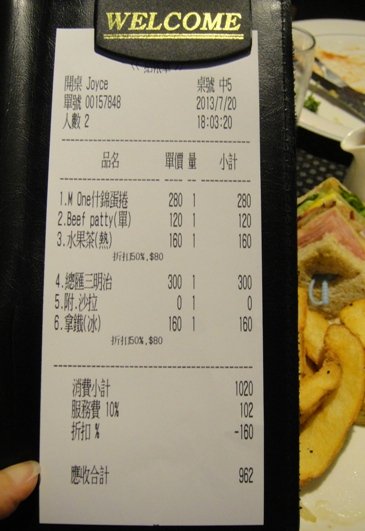 WELCOME
開桌 Joyce 桌號 中5
單號 00157848 2013/7/20
人數 2 18:03:20
品名 單價 量 小計
1.M One什錦蛋捲 280 1 280
2.Beef patty(單) 120 1 120
3.水果茶(熱) 160 1 160
折扣50%,$80
4.總匯三明治 300 1 300
5.附.沙拉 0 1 0
6.拿鐵(冰) 160 1 160
折扣50%,$80
消費小計 1020
服務費 10% 102
折扣 % -160
應收合計 962